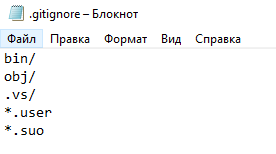 .gitignore – Блокнот
Файл Правка Формат Вид Справка
bin/
obj/
.vs/
*.user
*.suo